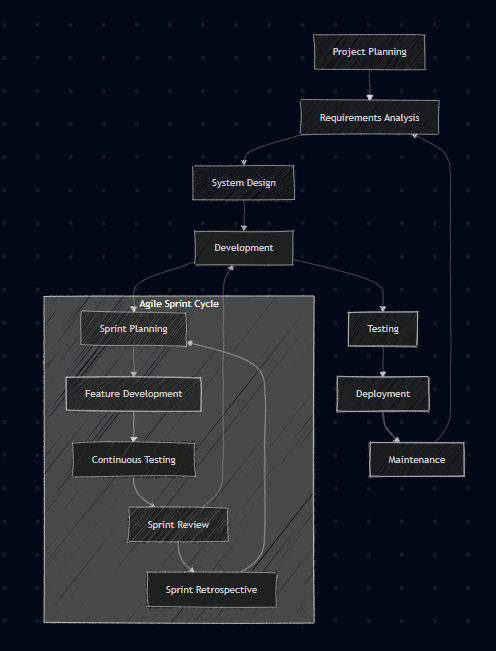 Project Planning
Requirements Analysis
System Design
Development
Agile Sprint Cycle
Sprint Planning
Testing
Feature Development
Deployment
Continuous Testing
Maintenance
Sprint Review
Sprint Retrospective